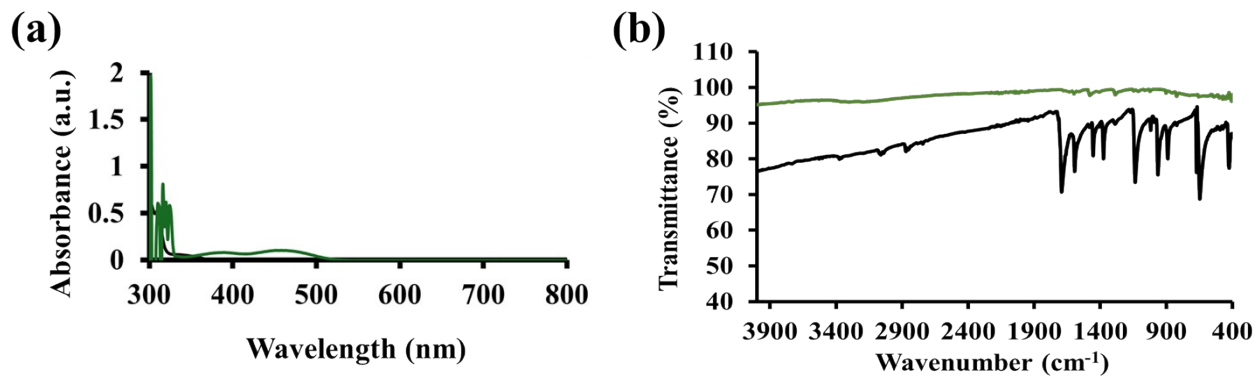 (a)
Absorbance (a.u.)
2
1.5
1
0.5
0
300 400 500 600 700 800
Wavelength (nm)
(b)
Transmittance (%)
110
100
90
80
70
60
50
40
3900 3400 2900 2400 1900 1400 900 400
Wavenumber (cm⁻¹)